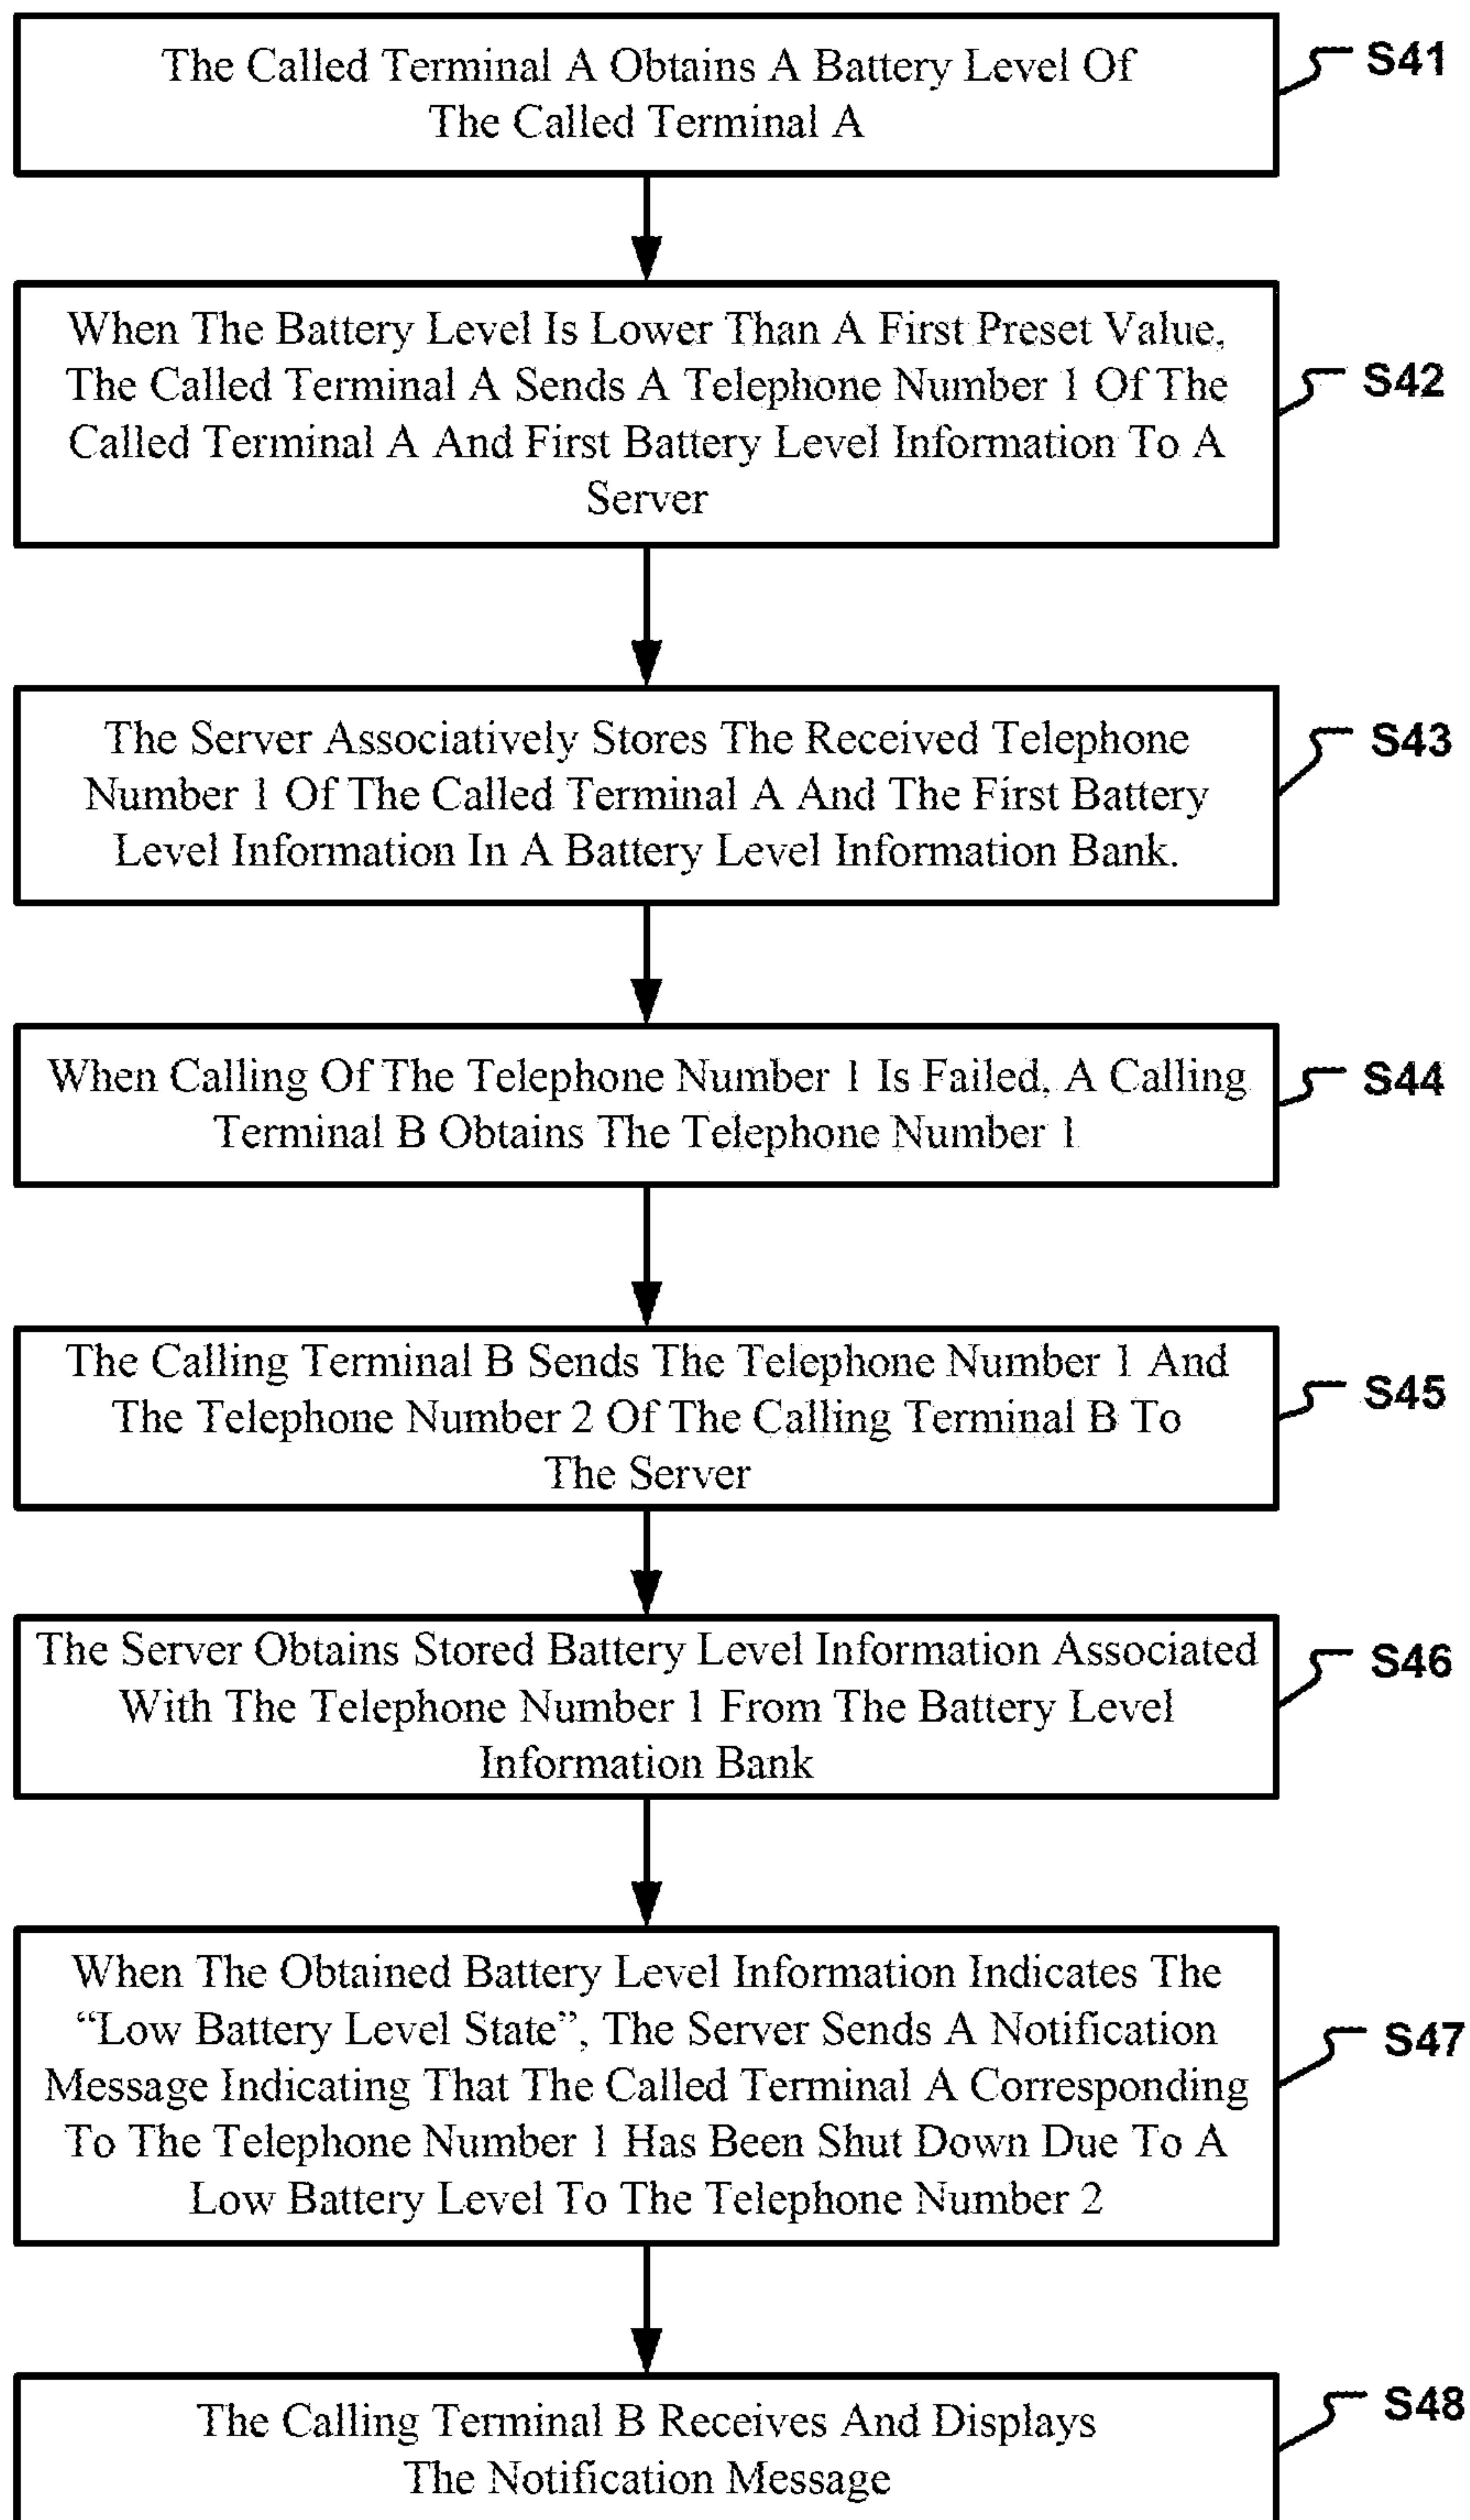 The Called Terminal A Obtains A Battery Level Of
The Called Terminal A
S41
When The Battery Level Is Lower Than A First Preset Value,
The Called Terminal A Sends A Telephone Number 1 Of The
Called Terminal A And First Battery Level Information To A
Server
S42
The Server Associatively Stores The Received Telephone
Number 1 Of The Called Terminal A And The First Battery
Level Information In A Battery Level Information Bank.
S43
When Calling Of The Telephone Number 1 Is Failed, A Calling
Terminal B Obtains The Telephone Number 1
S44
The Calling Terminal B Sends The Telephone Number 1 And
The Telephone Number 2 Of The Calling Terminal B To
The Server
S45
The Server Obtains Stored Battery Level Information Associated
With The Telephone Number 1 From The Battery Level
Information Bank
S46
When The Obtained Battery Level Information Indicates The
“Low Battery Level State”, The Server Sends A Notification
Message Indicating That The Called Terminal A Corresponding
To The Telephone Number 1 Has Been Shut Down Due To A
Low Battery Level To The Telephone Number 2
S47
The Calling Terminal B Receives And Displays
The Notification Message
S48